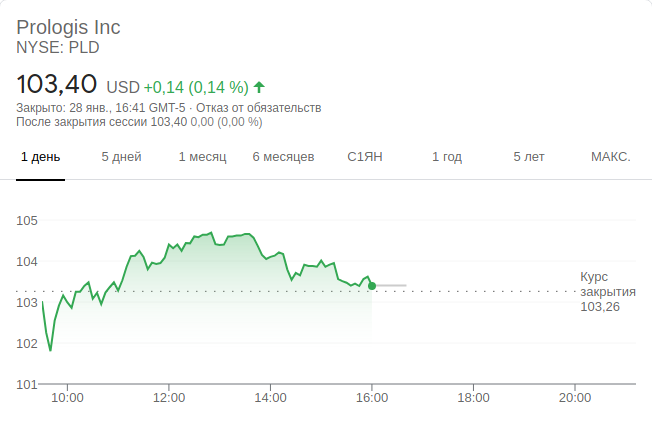 Prologis Inc
NYSE: PLD
103,40 USD +0,14 (0,14 %)
Закрыто: 28 янв., 16:41 GMT-5 · Отказ от обязательств
После закрытия сессии 103,40 0,00 (0,00 %)
1 день 5 дней 1 месяц 6 месяцев С1ЯН 1 год 5 лет МАКС.
105
104
103
102
101
Курс
закрытия
103,26
10:00 12:00 14:00 16:00 18:00 20:00